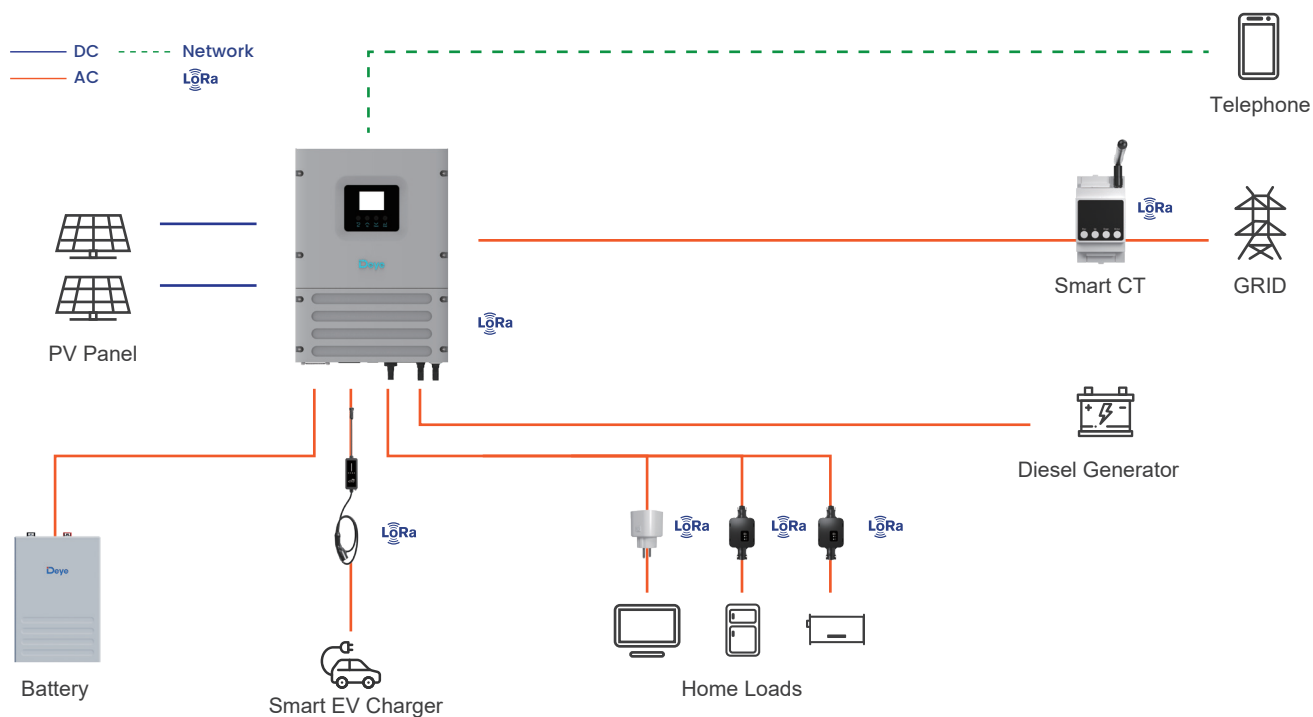 DC
Network
AC
LoRa
Telephone
LoRa
Deye
Smart CT
GRID
LoRa
PV Panel
Diesel Generator
LoRa
LoRa
LoRa
LoRa
Deye
Battery
Smart EV Charger
Home Loads